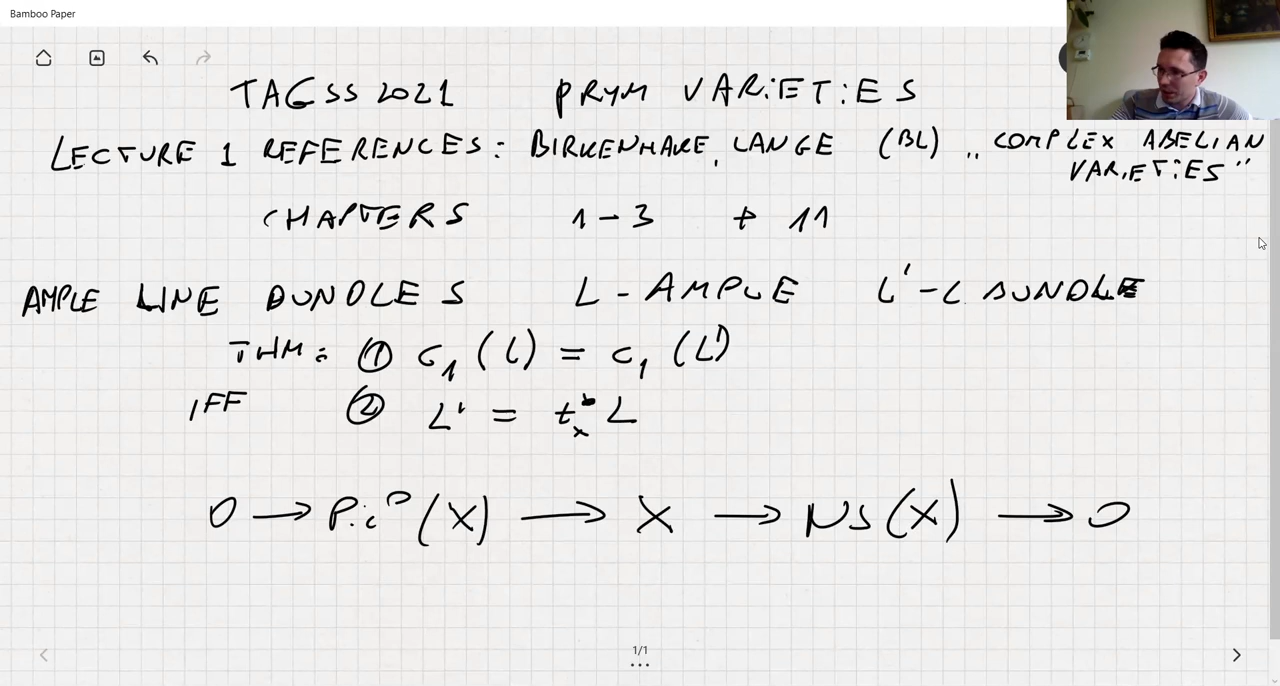 Bamboo Paper
TAGSS 2021 PRYM VARIETIES
LECTURE 1 REFERENCES: BIRKENHAKE, LANGE (BL) „COMPLEX ABELIAN
VARIETIES"
CHAPTERS 1-3 + 11
AMPLE LINE BUNDLES L - AMPLE L' - L. BUNDLE
THM: ① c₁(L) = c₁(L')
IFF ② L' = tₓ* L
0 → Pic⁰(X) → X → NS(X) → 0
1/1